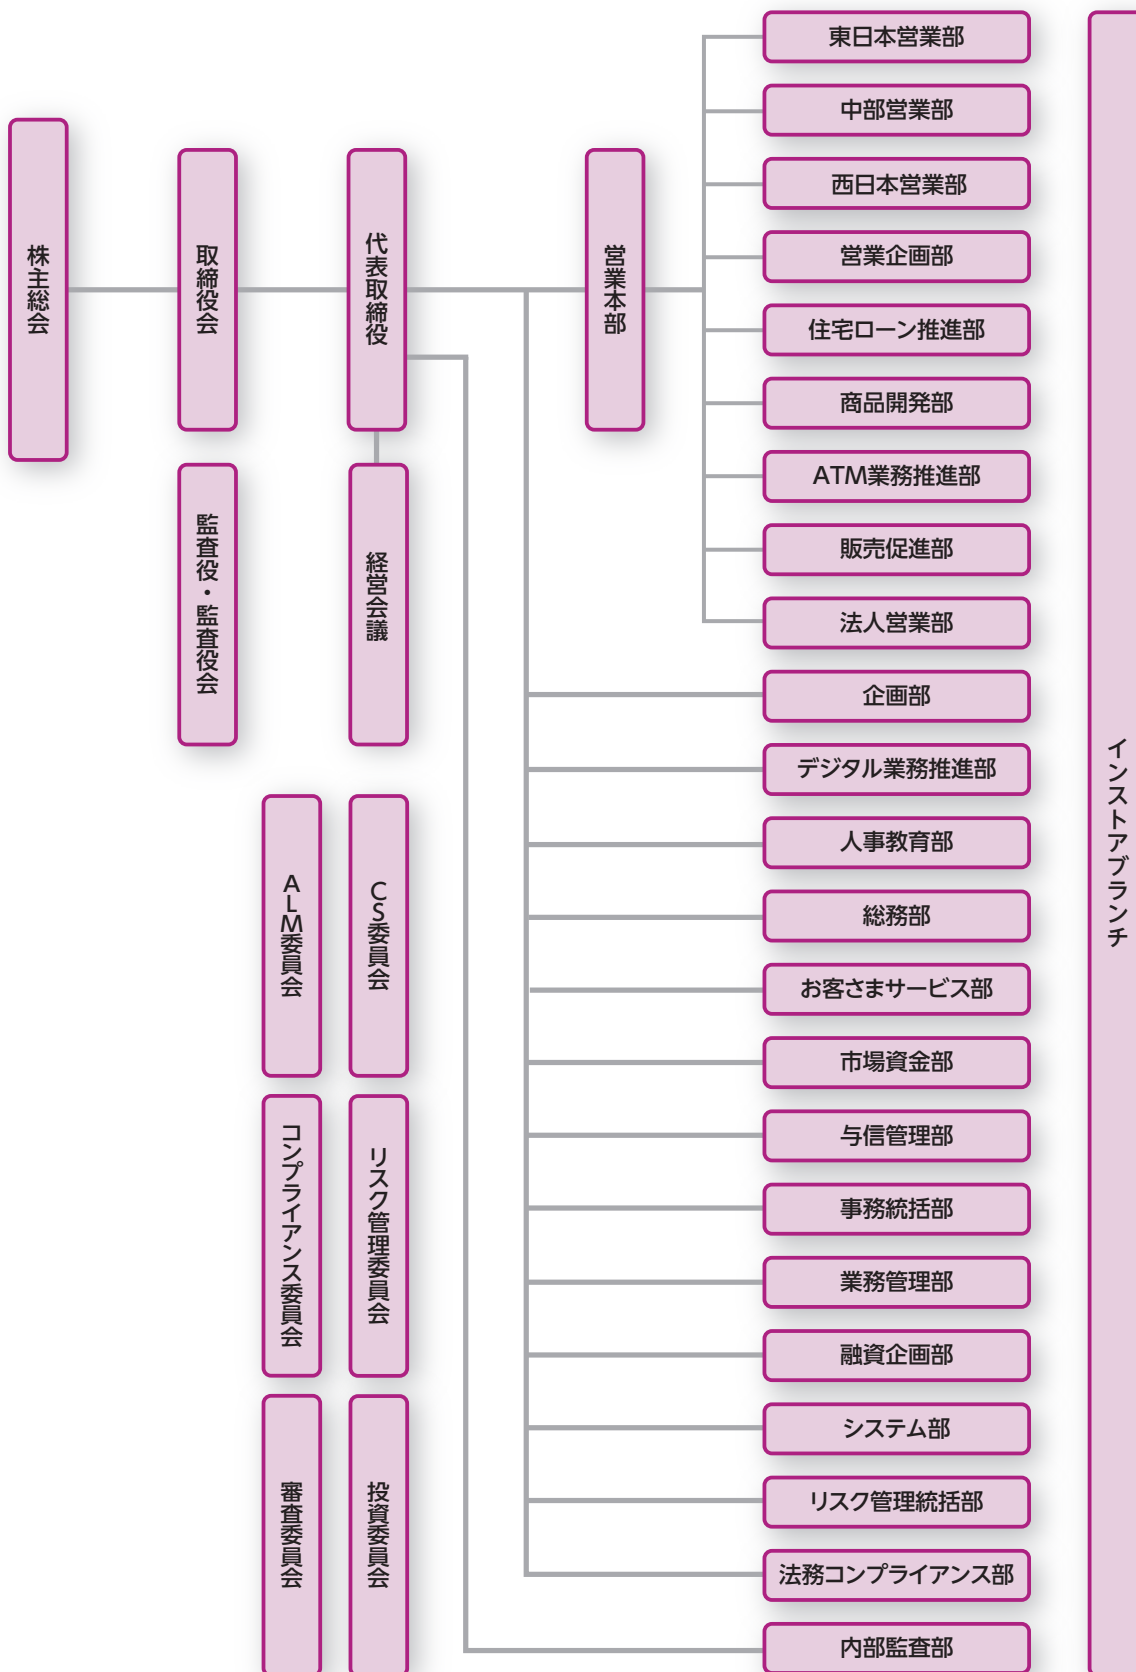 株主総会
取締役会
監査役・監査役会
代表取締役
経営会議
ALM委員会
CS委員会
コンプライアンス委員会
リスク管理委員会
審査委員会
投資委員会
営業本部
東日本営業部
中部営業部
西日本営業部
営業企画部
住宅ローン推進部
商品開発部
ATM業務推進部
販売促進部
法人営業部
企画部
デジタル業務推進部
人事教育部
総務部
お客さまサービス部
市場資金部
与信管理部
事務統括部
業務管理部
融資企画部
システム部
リスク管理統括部
法務コンプライアンス部
内部監査部
インストアブランチ